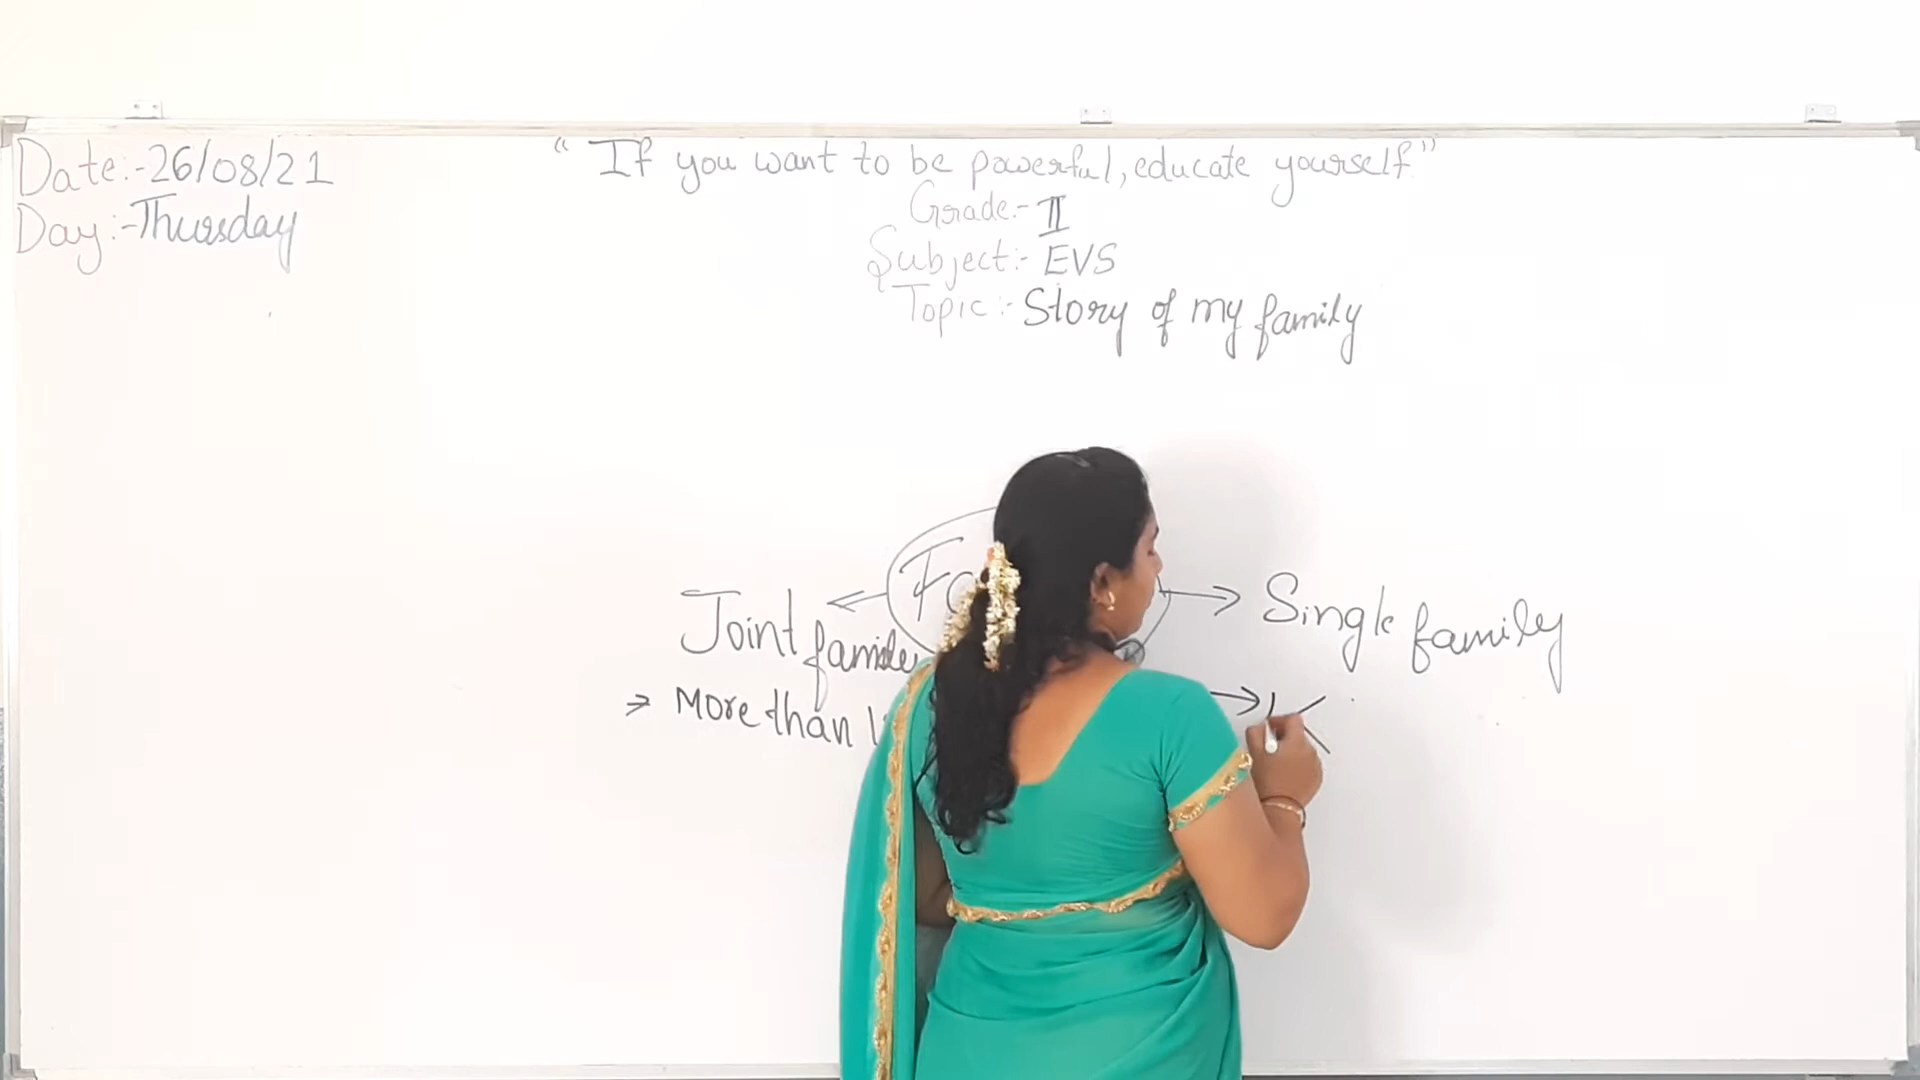 Date:-26/08/21
Day:-Thursday
"If you want to be powerful, educate yourself"
Grade:-II
Subject:- EVS
Topic:- Story of my family
Joint
Single family
→ More than
→